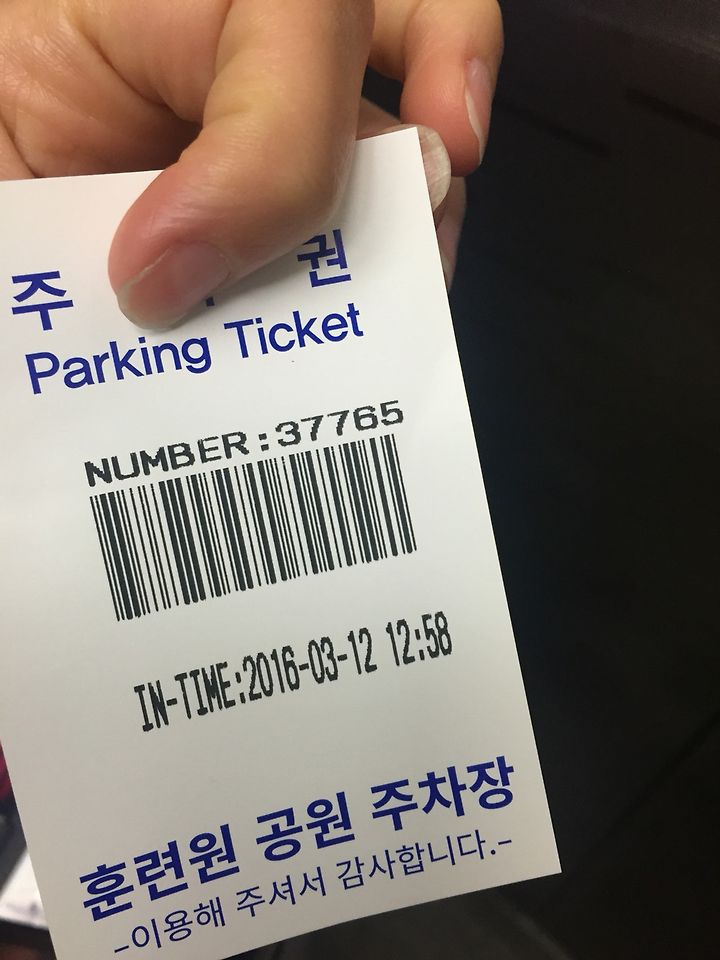 주 권
Parking Ticket
NUMBER:37765
IN-TIME:2016-03-12 12:58
훈련원 공원 주차장
-이용해 주셔서 감사합니다.-